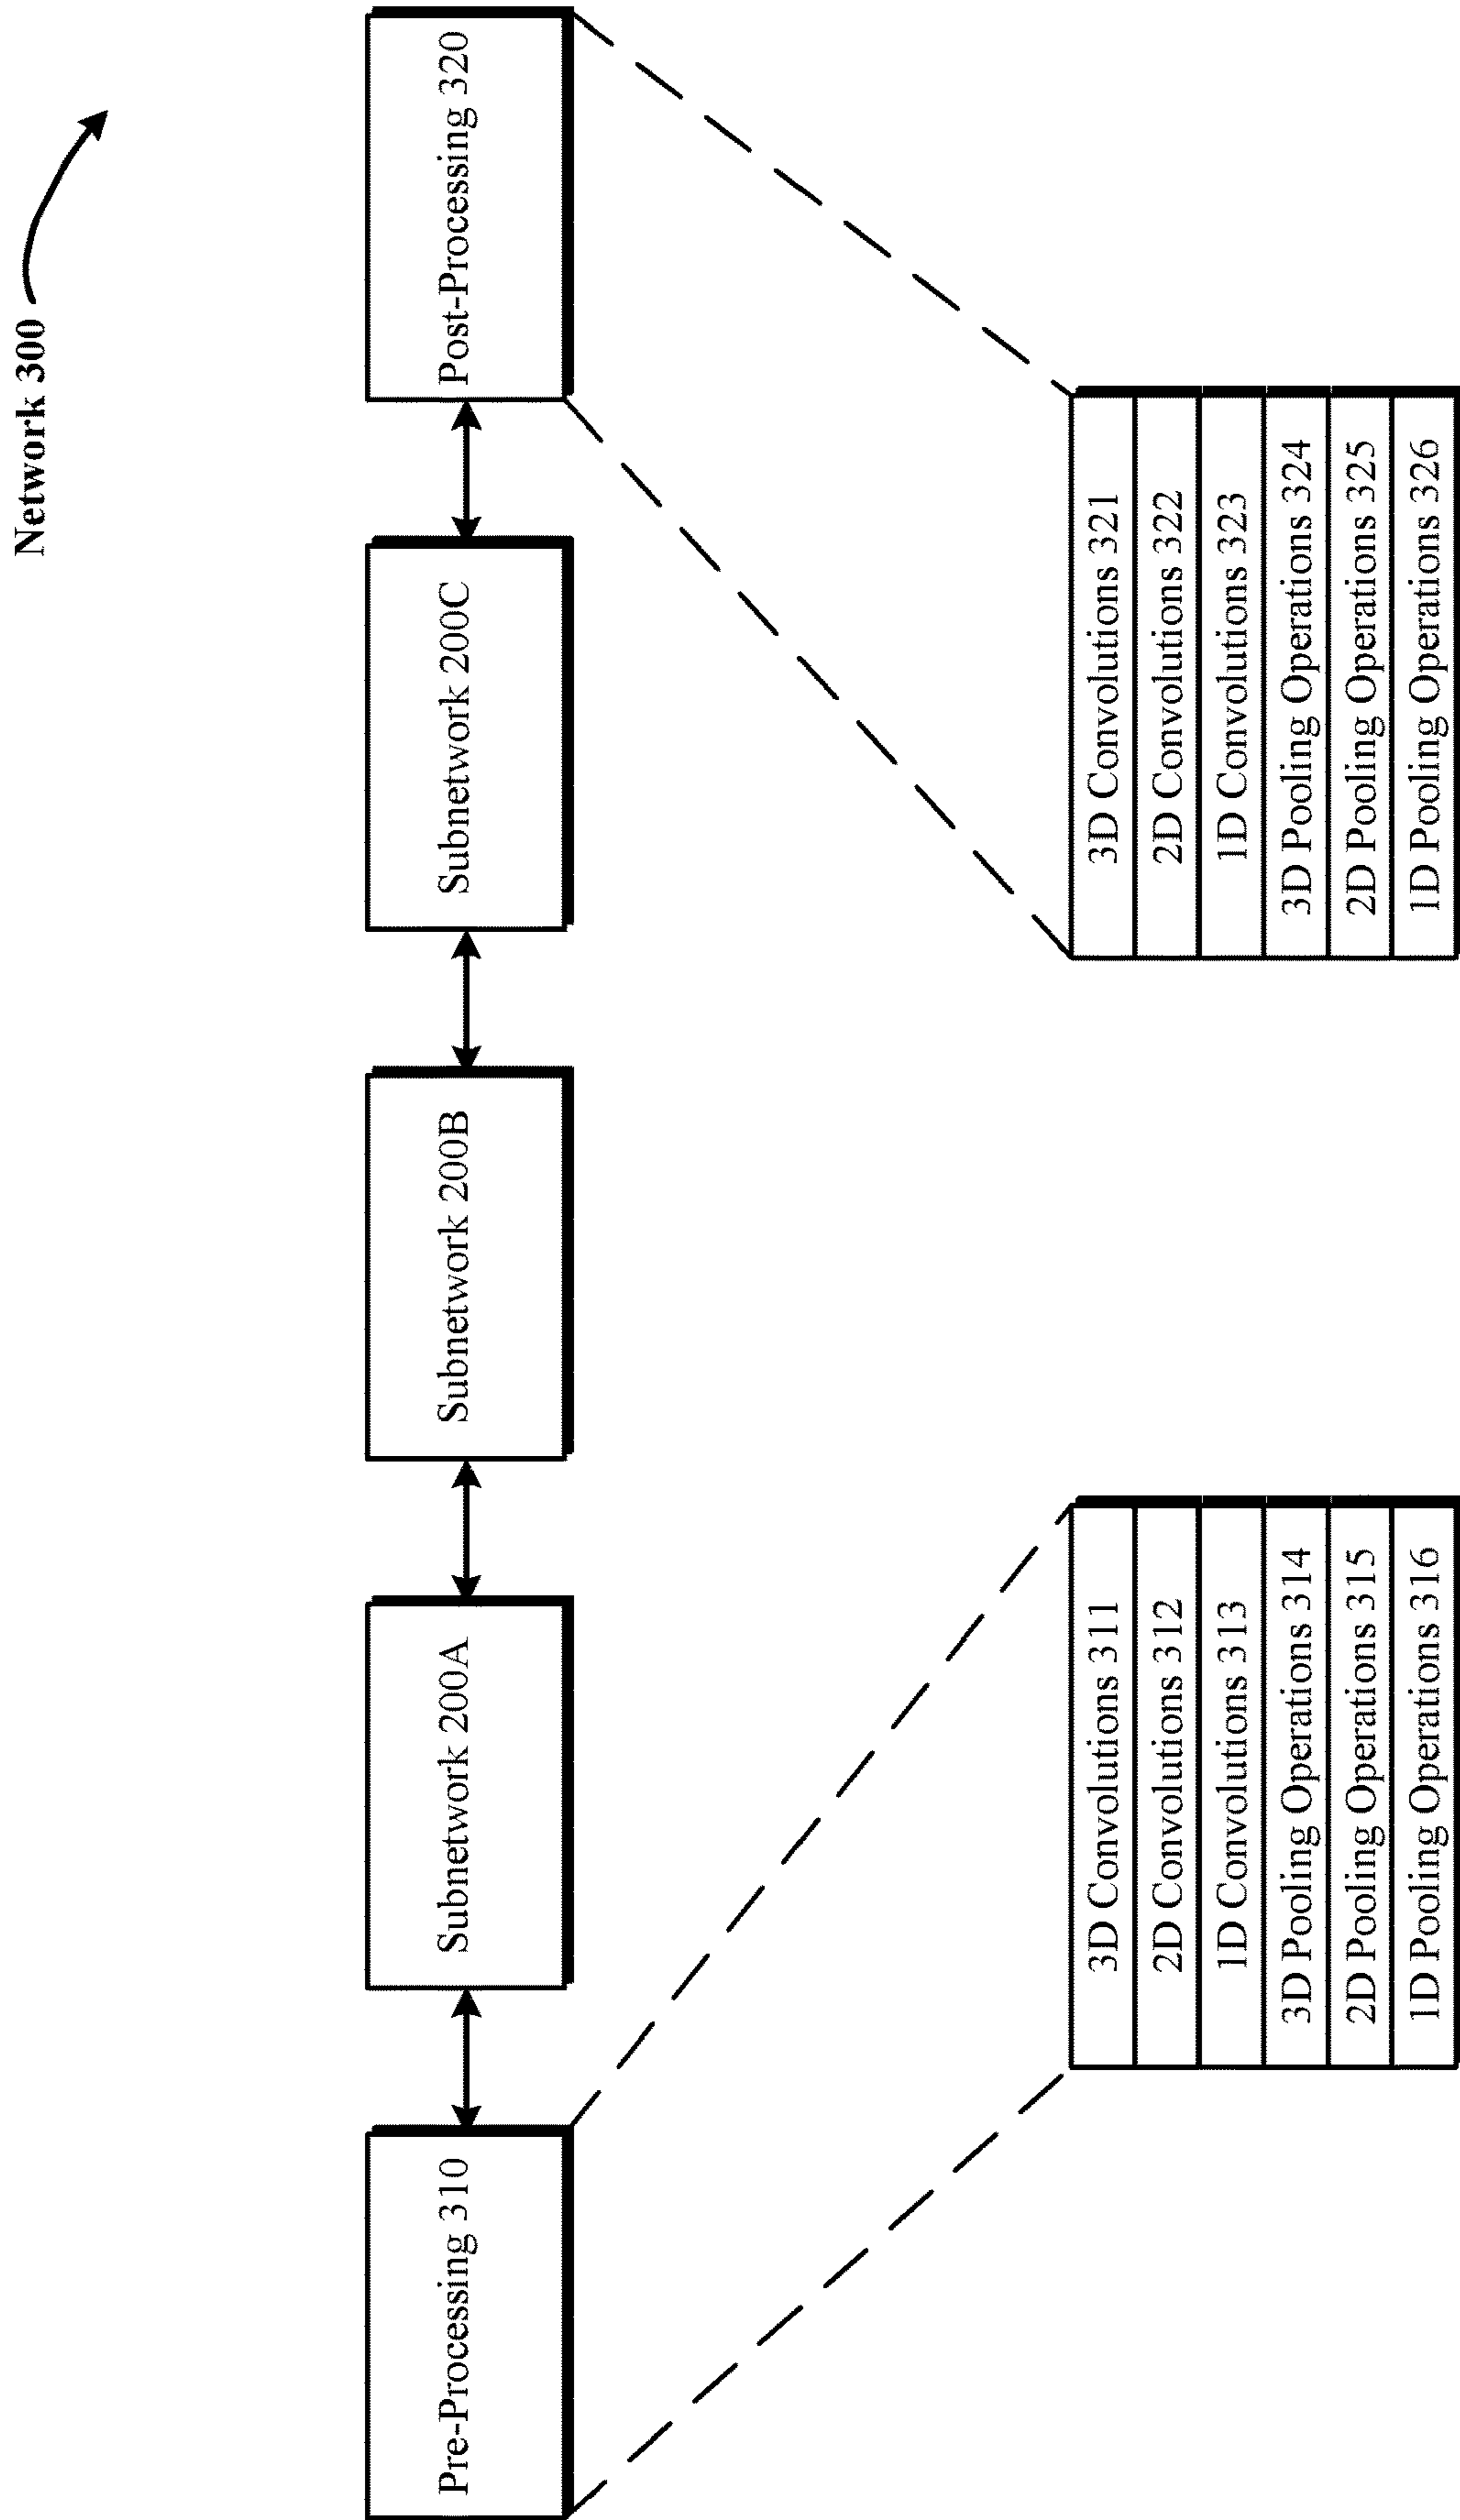 Network 300
Pre-Processing 310
Subnetwork 200A
Subnetwork 200B
Subnetwork 200C
Post-Processing 320
3D Convolutions 311
2D Convolutions 312
1D Convolutions 313
3D Pooling Operations 314
2D Pooling Operations 315
1D Pooling Operations 316
3D Convolutions 321
2D Convolutions 322
1D Convolutions 323
3D Pooling Operations 324
2D Pooling Operations 325
1D Pooling Operations 326